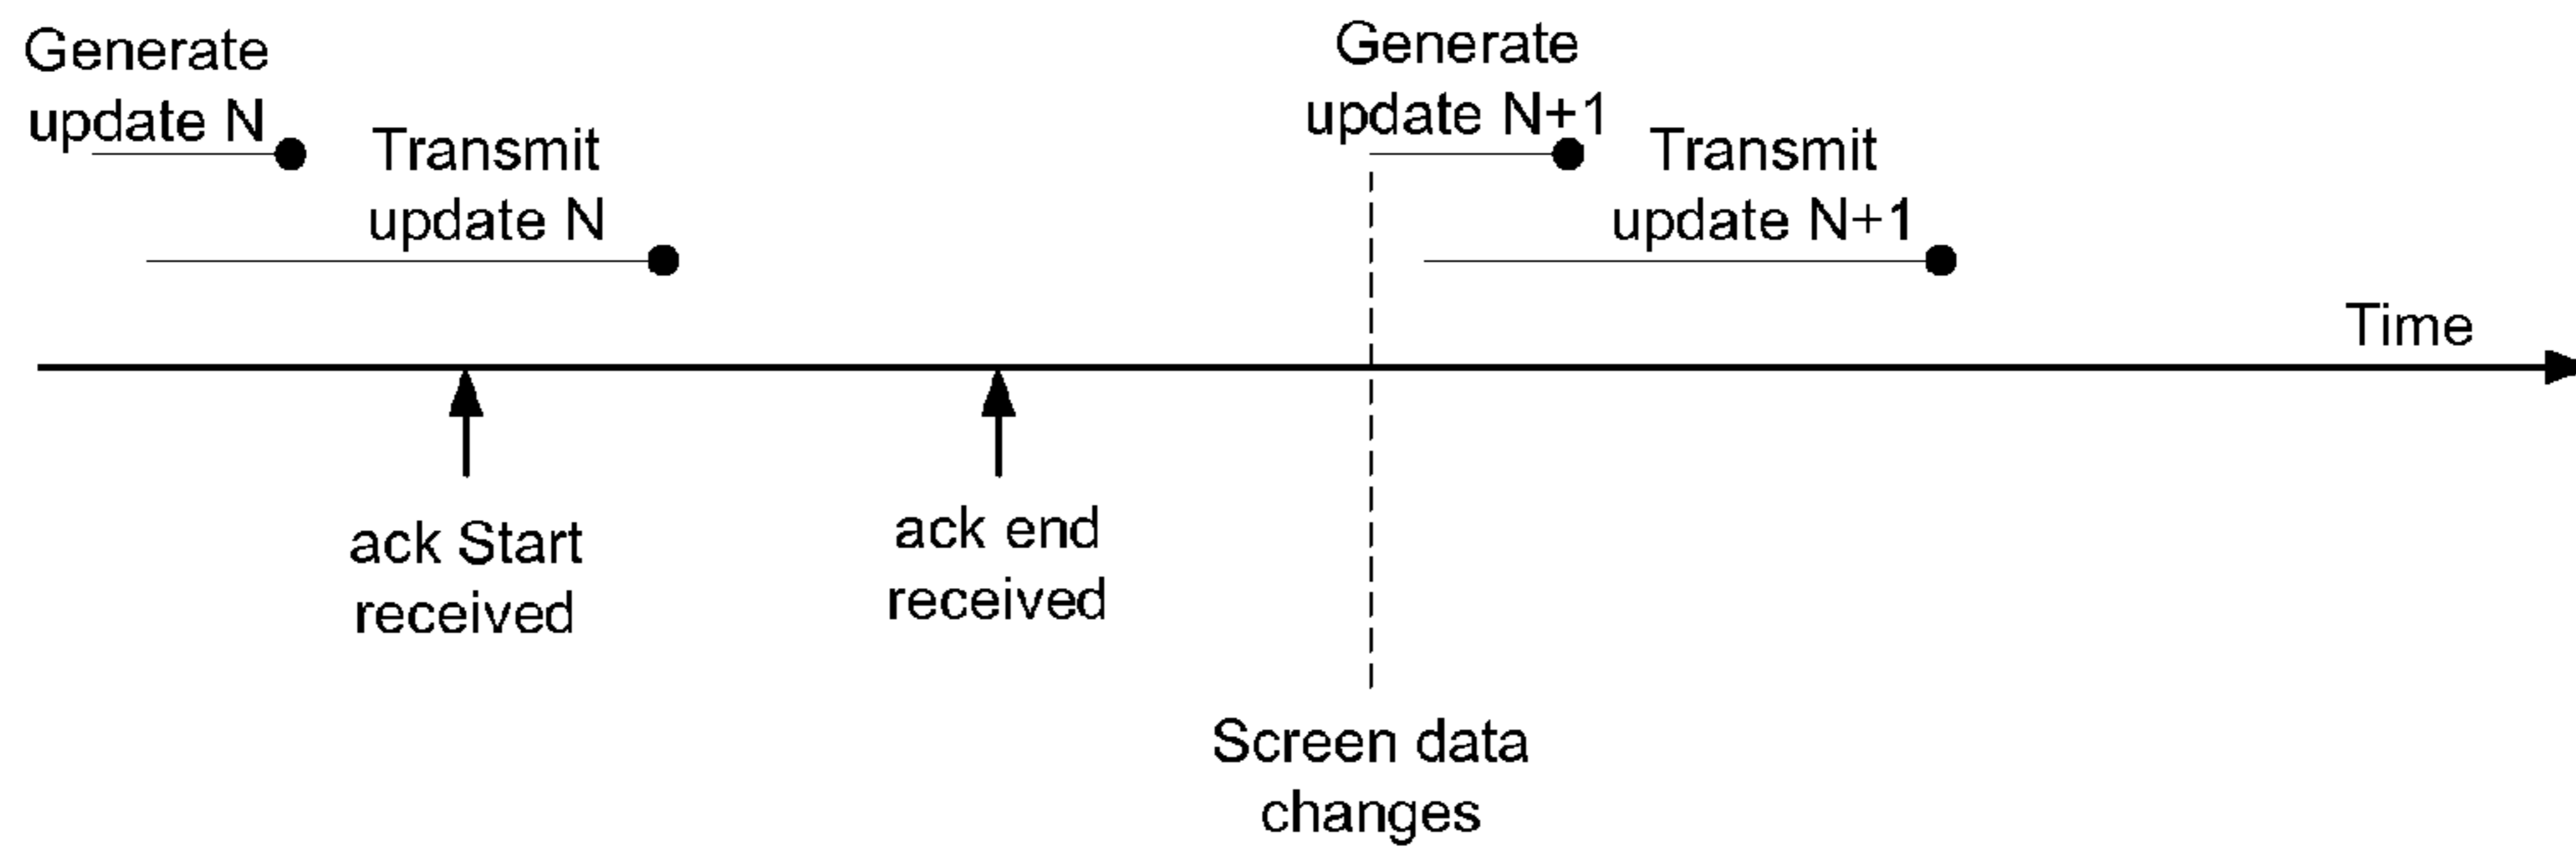 Generate
update N
Transmit
update N
Generate
update N+1
Transmit
update N+1
Time
ack Start
received
ack end
received
Screen data
changes